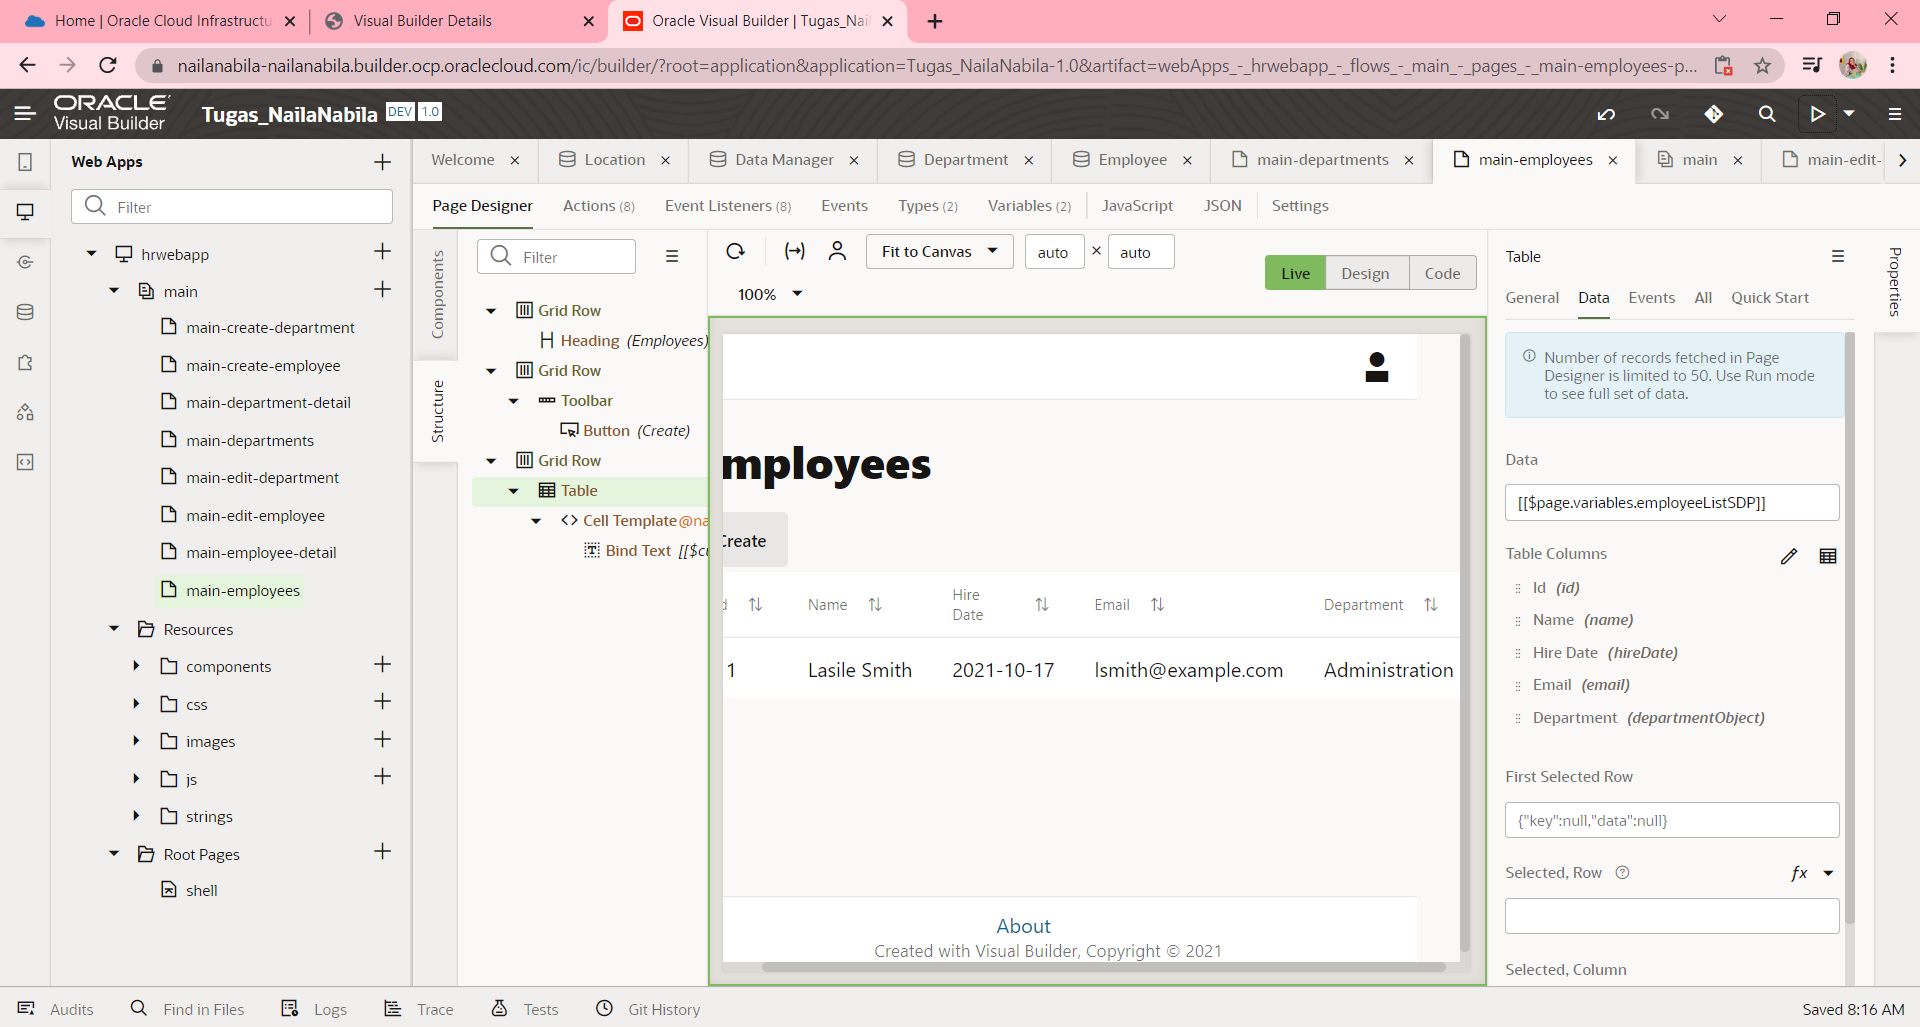 Home | Oracle Cloud Infrastructu
Visual Builder Details
Oracle Visual Builder | Tugas_Nail
nailanabila-nailanabila.builder.ocp.oraclecloud.com/ic/builder/?root=application&application=Tugas_NailaNabila-1.0&artifact=webApps_-_hrwebapp_-_flows_-_main_-_pages_-_main-employees-p...
ORACLE
Visual Builder
Tugas_NailaNabila DEV 1.0
Web Apps
Filter
hrwebapp
main
main-create-department
main-create-employee
main-department-detail
main-departments
main-edit-department
main-edit-employee
main-employee-detail
main-employees
Resources
components
css
images
js
strings
Root Pages
shell
Welcome
Location
Data Manager
Department
Employee
main-departments
main-employees
main
main-edit-
Page Designer
Actions (8)
Event Listeners (8)
Events
Types (2)
Variables (2)
JavaScript
JSON
Settings
Components
Structure
Filter
Grid Row
Heading (Employees)
Grid Row
Toolbar
Button (Create)
Grid Row
Table
Cell Template @na
Bind Text [[$cu
Fit to Canvas
auto × auto
100%
Live
Design
Code
mployees
Create
d
Name
Hire
Date
Email
Department
1
Lasile Smith
2021-10-17
lsmith@example.com
Administration
About
Created with Visual Builder, Copyright © 2021
Table
General
Data
Events
All
Quick Start
Number of records fetched in Page
Designer is limited to 50. Use Run mode
to see full set of data.
Data
[[$page.variables.employeeListSDP]]
Table Columns
Id (id)
Name (name)
Hire Date (hireDate)
Email (email)
Department (departmentObject)
First Selected Row
{"key":null,"data":null}
Selected, Row
fx
Selected, Column
Properties
Audits
Find in Files
Logs
Trace
Tests
Git History
Saved 8:16 AM